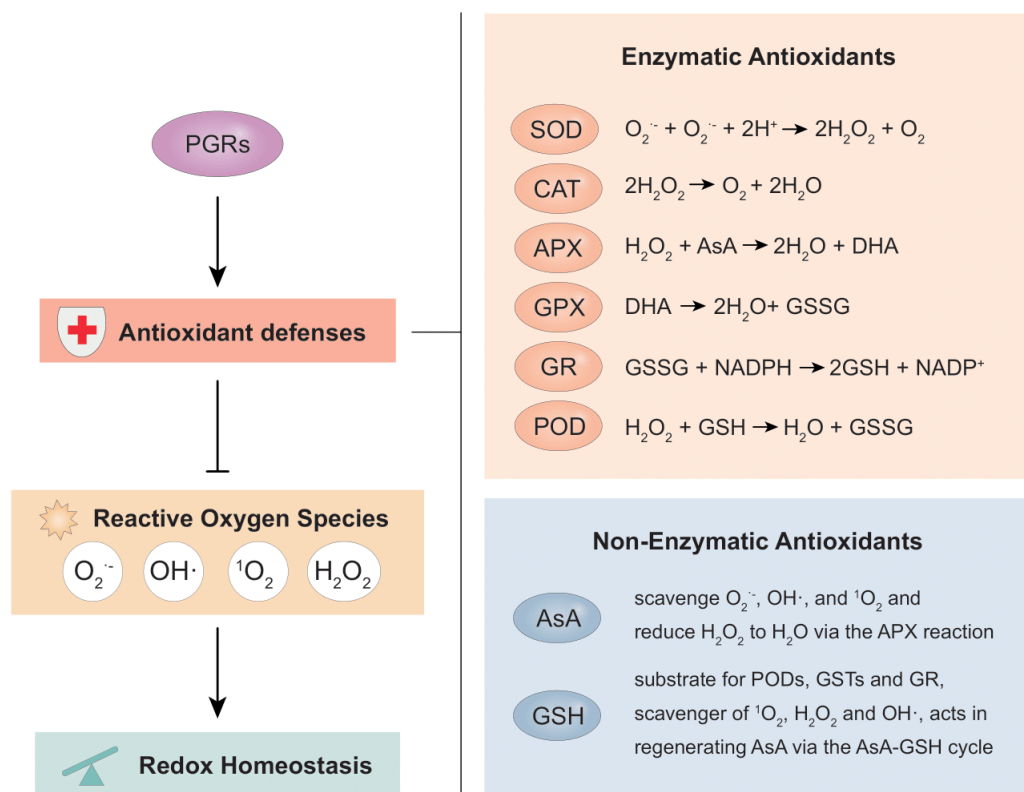 PGRs
Antioxidant defenses
Reactive Oxygen Species
O₂·⁻ OH· ¹O₂ H₂O₂
Redox Homeostasis
Enzymatic Antioxidants
SOD O₂·⁻ + O₂·⁻ + 2H⁺ → 2H₂O₂ + O₂
CAT 2H₂O₂ → O₂ + 2H₂O
APX H₂O₂ + AsA → 2H₂O + DHA
GPX DHA → 2H₂O+ GSSG
GR GSSG + NADPH → 2GSH + NADP⁺
POD H₂O₂ + GSH → H₂O + GSSG
Non-Enzymatic Antioxidants
AsA
scavenge O₂·⁻, OH·, and ¹O₂ and
reduce H₂O₂ to H₂O via the APX reaction
GSH
substrate for PODs, GSTs and GR,
scavenger of ¹O₂, H₂O₂ and OH·, acts in
regenerating AsA via the AsA-GSH cycle